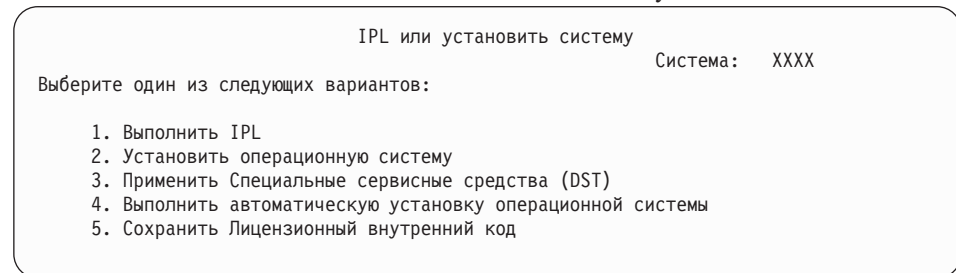 IPL или установить систему
Система: XXXX
Выберите один из следующих вариантов:
1. Выполнить IPL
2. Установить операционную систему
3. Применить Специальные сервисные средства (DST)
4. Выполнить автоматическую установку операционной системы
5. Сохранить Лицензионный внутренний код